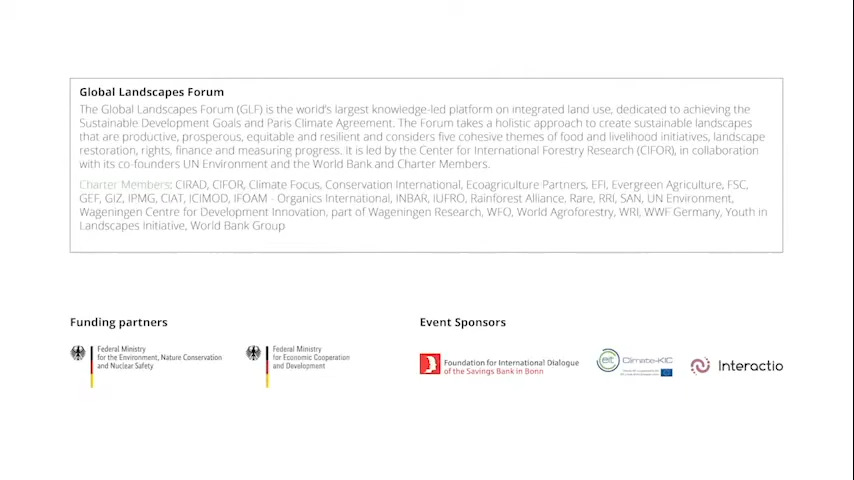 Global Landscapes Forum
The Global Landscapes Forum (GLF) is the world's largest knowledge-led platform on integrated land use, dedicated to achieving the
Sustainable Development Goals and Paris Climate Agreement. The Forum takes a holistic approach to create sustainable landscapes
that are productive, prosperous, equitable and resilient and considers five cohesive themes of food and livelihood initiatives, landscape
restoration, rights, finance and measuring progress. It is led by the Center for International Forestry Research (CIFOR), in collaboration
with its co-founders UN Environment and the World Bank and Charter Members.
Charter Members: CIRAD, CIFOR, Climate Focus, Conservation International, Ecoagriculture Partners, EFI, Evergreen Agriculture, FSC,
GEF, GIZ, IPMG, CIAT, ICIMOD, IFOAM - Organics International, INBAR, IUFRO, Rainforest Alliance, Rare, RRI, SAN, UN Environment,
Wageningen Centre for Development Innovation, part of Wageningen Research, WFO, World Agroforestry, WRI, WWF Germany, Youth in
Landscapes Initiative, World Bank Group
Funding partners
Federal Ministry
for the Environment, Nature Conservation
and Nuclear Safety
Federal Ministry
for Economic Cooperation
and Development
Event Sponsors
Foundation for International Dialogue
of the Savings Bank in Bonn
eit Climate-KIC
Interactio